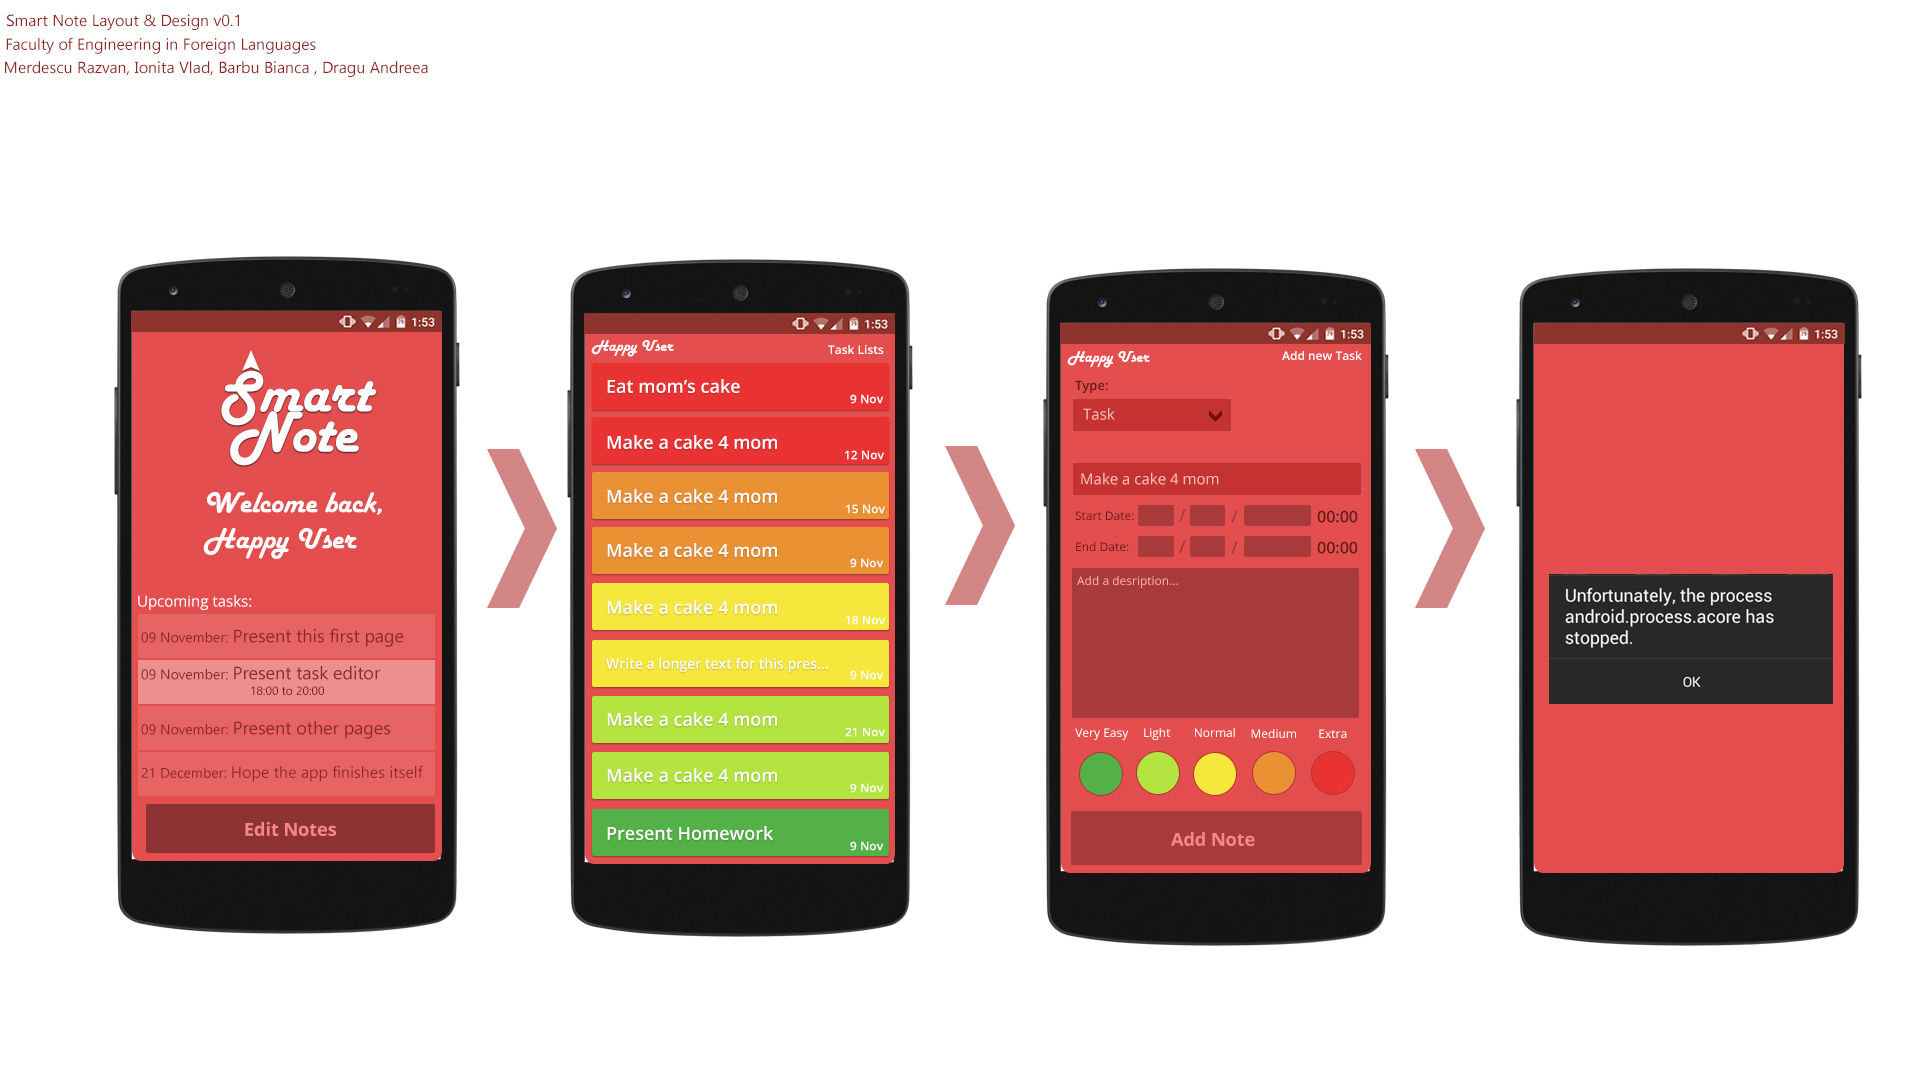 Smart Note Layout & Design v0.1
Faculty of Engineering in Foreign Languages
Merdescu Razvan, Ionita Vlad, Barbu Bianca , Dragu Andreea
1:53
Smart
Note
Welcome back,
Happy User
Upcoming tasks:
09 November: Present this first page
09 November: Present task editor
18:00 to 20:00
09 November: Present other pages
21 December: Hope the app finishes itself
Edit Notes
1:53
Happy User
Task Lists
Eat mom's cake
9 Nov
Make a cake 4 mom
12 Nov
Make a cake 4 mom
15 Nov
Make a cake 4 mom
9 Nov
Make a cake 4 mom
18 Nov
Write a longer text for this pres...
9 Nov
Make a cake 4 mom
21 Nov
Make a cake 4 mom
9 Nov
Present Homework
9 Nov
1:53
Happy User
Add new Task
Type:
Task
Make a cake 4 mom
Start Date: / / 00:00
End Date: / / 00:00
Add a desription...
Very Easy Light Normal Medium Extra
Add Note
1:53
Unfortunately, the process
android.process.acore has
stopped.
OK